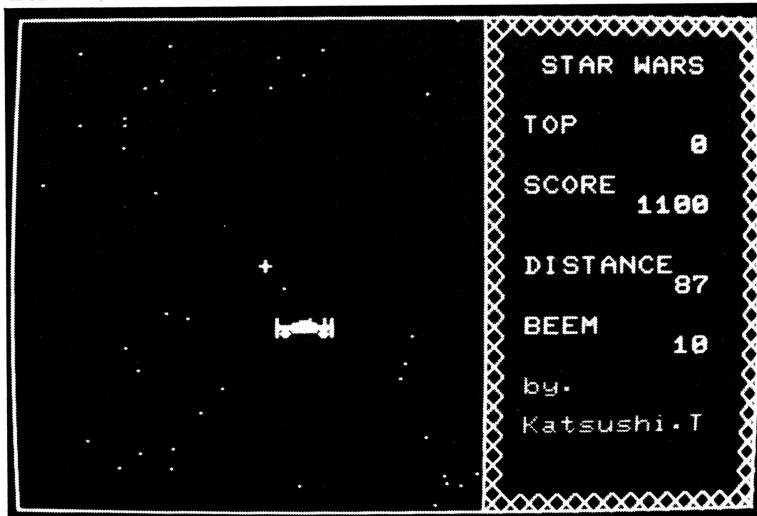 STAR WARS
TOP
0
SCORE
1100
DISTANCE
87
BEEM
10
by.
Katsushi.T